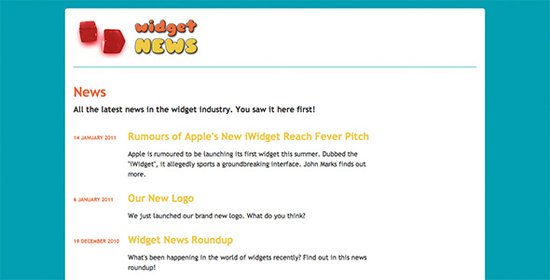 widget
NEWS
News
All the latest news in the widget industry. You saw it here first!
14 JANUARY 2011
Rumours of Apple's New iWidget Reach Fever Pitch
Apple is rumoured to be launching its first widget this summer. Dubbed the
"iWidget", it allegedly sports a groundbreaking interface. John Marks finds out
more.
6 JANUARY 2011
Our New Logo
We just launched our brand new logo. What do you think?
19 DECEMBER 2010
Widget News Roundup
What's been happening in the world of widgets recently? Find out in this news
roundup!